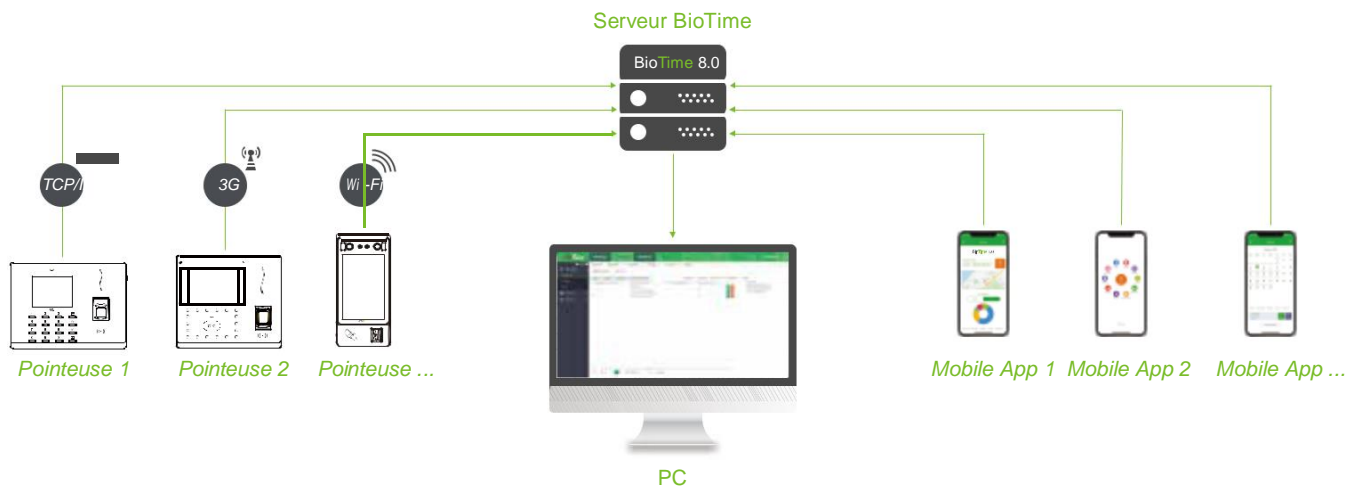 Serveur BioTime
BioTime 8.0
TCP/I
3G
Wi-Fi
Pointeuse 1
Pointeuse 2
Pointeuse ...
Mobile App 1
Mobile App 2
Mobile App ...
PC